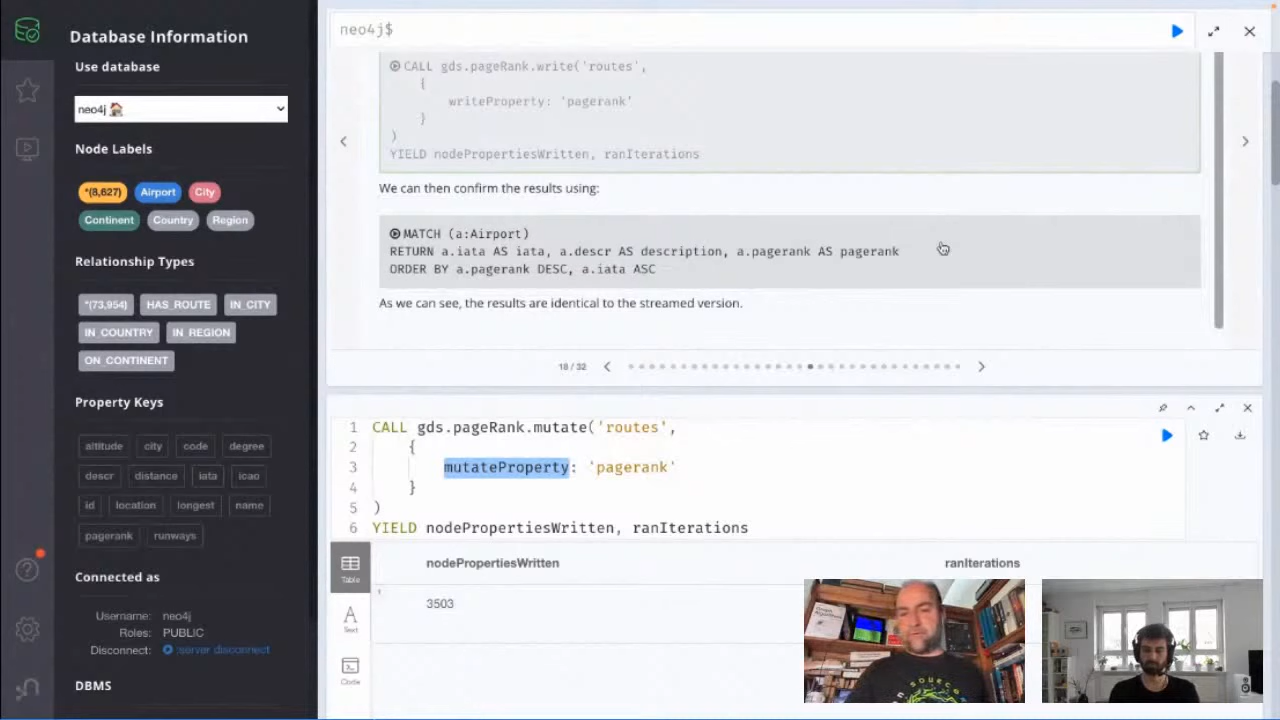 Database Information
Use database
neo4j
Node Labels
*(8,627)
Airport
City
Continent
Country
Region
Relationship Types
*(73,954)
HAS_ROUTE
IN_CITY
IN_COUNTRY
IN_REGION
ON_CONTINENT
Property Keys
altitude
city
code
degree
descr
distance
iata
icao
id
location
longest
name
pagerank
runways
Connected as
Username: neo4j
Roles: PUBLIC
Disconnect: :server disconnect
DBMS
neo4j$
CALL gds.pageRank.write('routes',
{
writeProperty: 'pagerank'
}
)
YIELD nodePropertiesWritten, ranIterations
We can then confirm the results using:
MATCH (a:Airport)
RETURN a.iata AS iata, a.descr AS description, a.pagerank AS pagerank
ORDER BY a.pagerank DESC, a.iata ASC
As we can see, the results are identical to the streamed version.
18 / 32
1 CALL gds.pageRank.mutate('routes',
2 {
3 mutateProperty: 'pagerank'
4 }
5 )
6 YIELD nodePropertiesWritten, ranIterations
Table
Text
Code
nodePropertiesWritten
ranIterations
3503